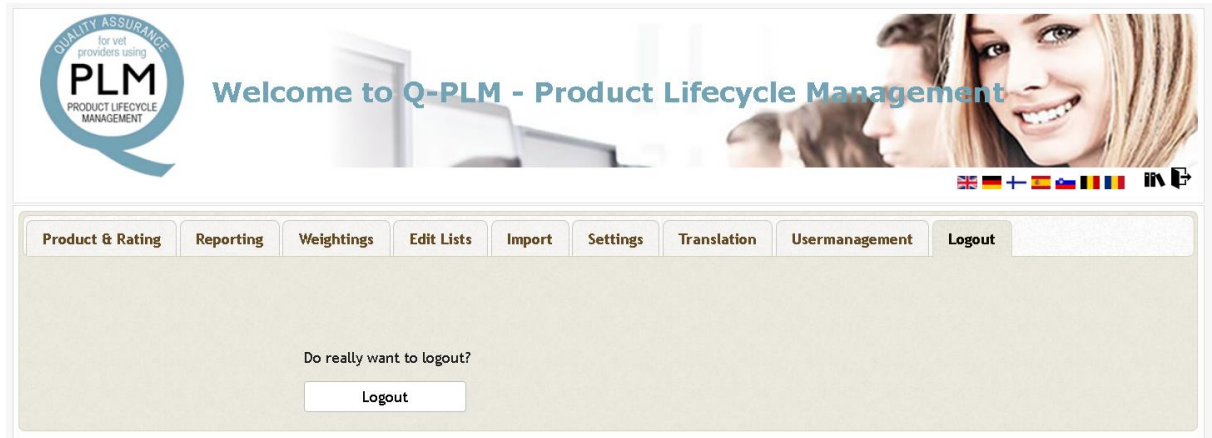 QUALITY ASSURANCE
for vet
providers using
PLM
PRODUCT LIFECYCLE
MANAGEMENT
Welcome to Q-PLM - Product Lifecycle Management
Product & Rating Reporting Weightings Edit Lists Import Settings Translation Usermanagement Logout
Do really want to logout?
Logout